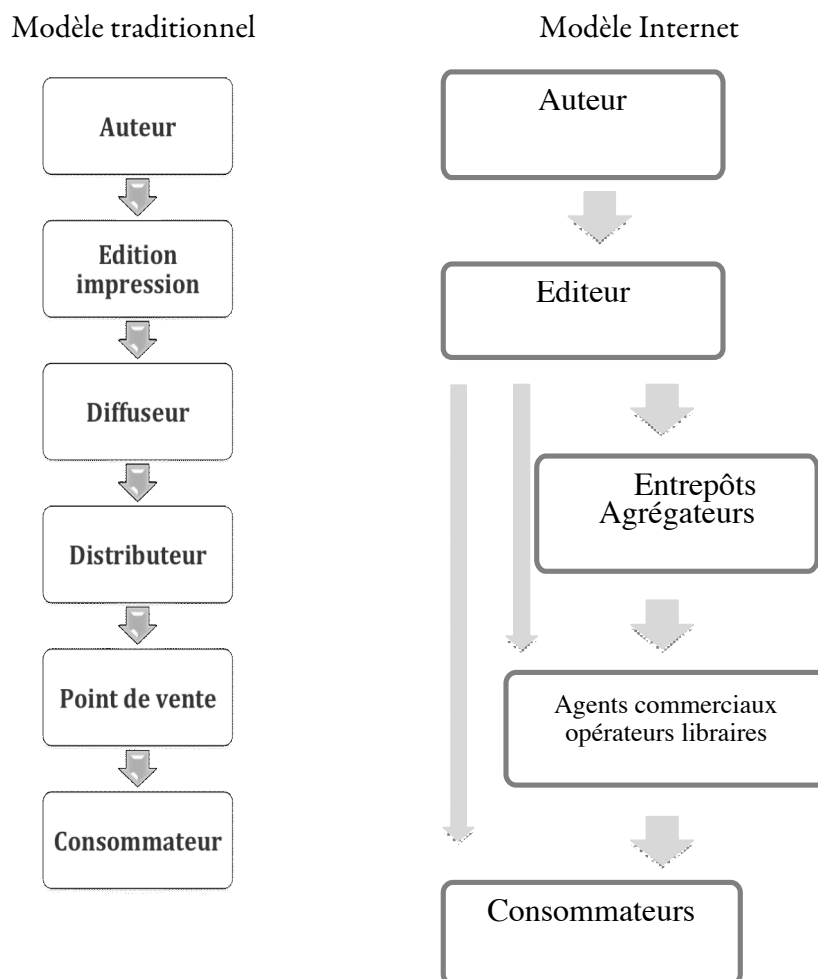 Modèle traditionnel
Auteur
Edition
impression
Diffuseur
Distributeur
Point de vente
Consommateur
Modèle Internet
Auteur
Editeur
Entrepôts
Agrégateurs
Agents commerciaux
opérateurs libraires
Consommateurs